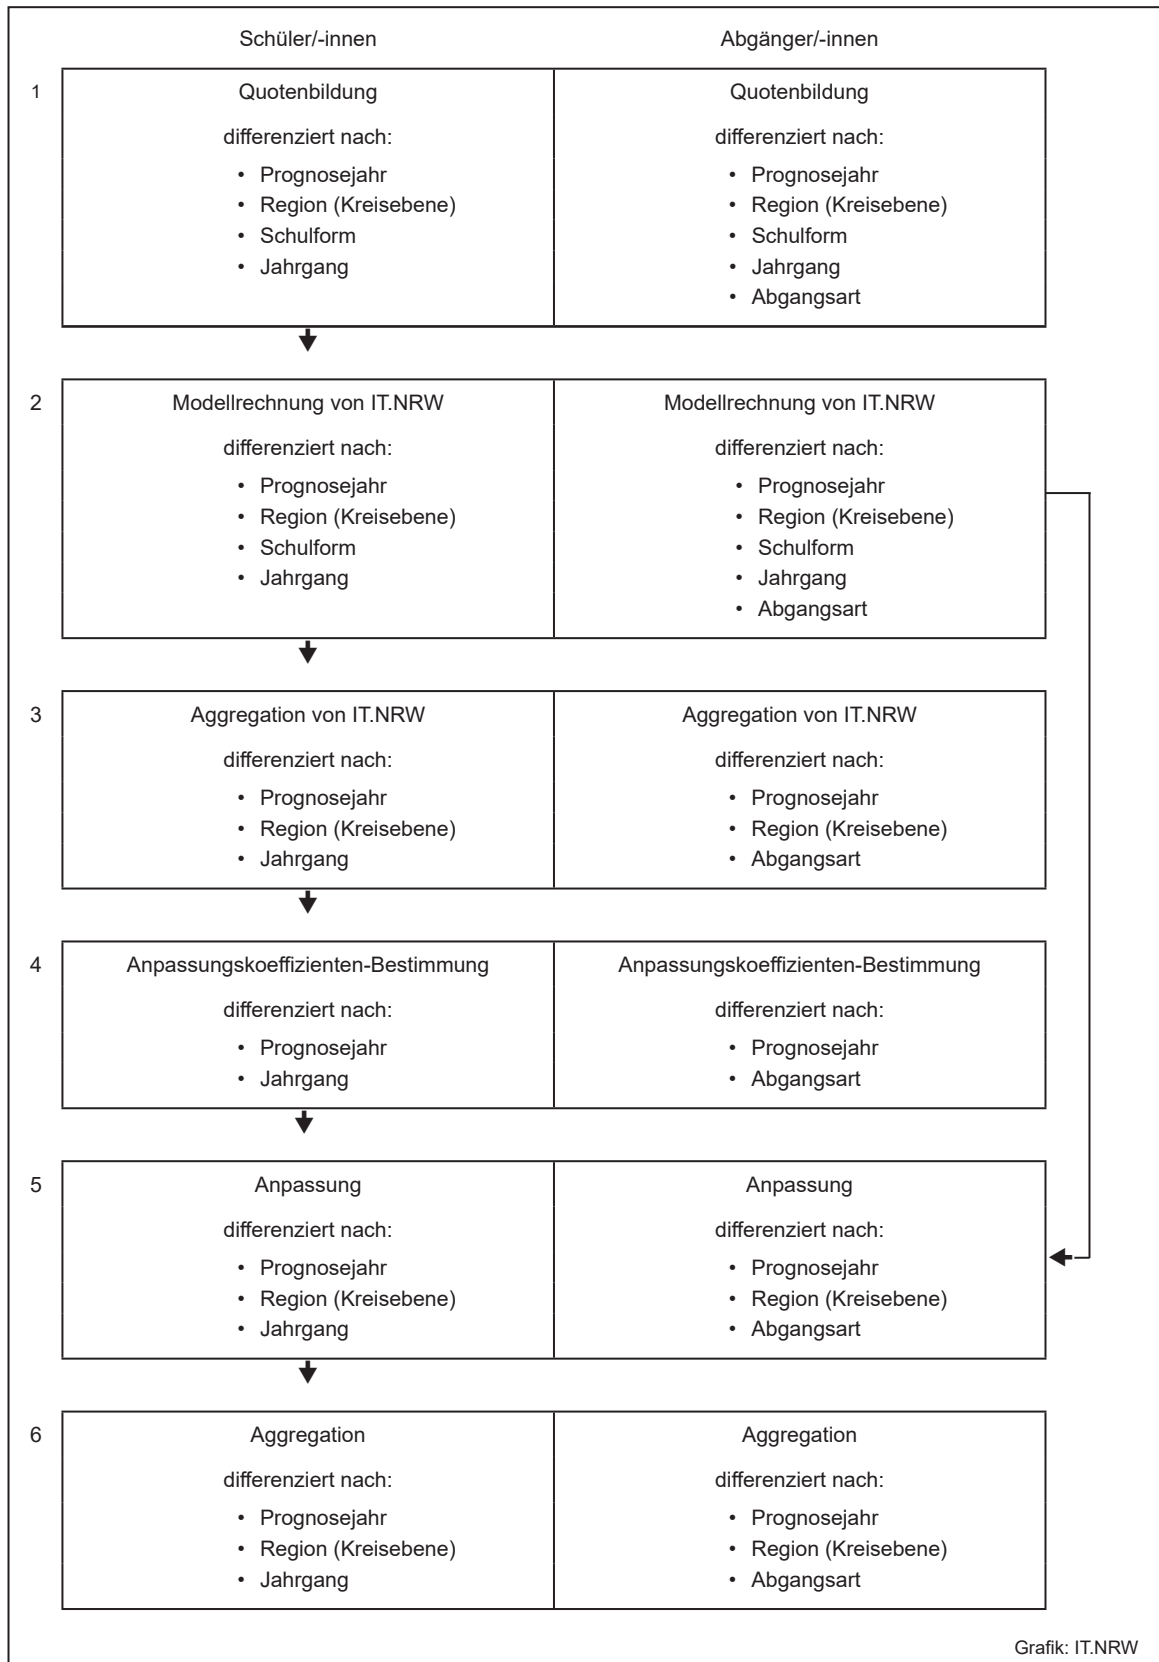 Schüler/-innen
Abgänger/-innen
1
Quotenbildung
differenziert nach:
• Prognosejahr
• Region (Kreisebene)
• Schulform
• Jahrgang
Quotenbildung
differenziert nach:
• Prognosejahr
• Region (Kreisebene)
• Schulform
• Jahrgang
• Abgangsart
2
Modellrechnung von IT.NRW
differenziert nach:
• Prognosejahr
• Region (Kreisebene)
• Schulform
• Jahrgang
Modellrechnung von IT.NRW
differenziert nach:
• Prognosejahr
• Region (Kreisebene)
• Schulform
• Jahrgang
• Abgangsart
3
Aggregation von IT.NRW
differenziert nach:
• Prognosejahr
• Region (Kreisebene)
• Jahrgang
Aggregation von IT.NRW
differenziert nach:
• Prognosejahr
• Region (Kreisebene)
• Abgangsart
4
Anpassungskoeffizienten-Bestimmung
differenziert nach:
• Prognosejahr
• Jahrgang
Anpassungskoeffizienten-Bestimmung
differenziert nach:
• Prognosejahr
• Abgangsart
5
Anpassung
differenziert nach:
• Prognosejahr
• Region (Kreisebene)
• Jahrgang
Anpassung
differenziert nach:
• Prognosejahr
• Region (Kreisebene)
• Abgangsart
6
Aggregation
differenziert nach:
• Prognosejahr
• Region (Kreisebene)
• Jahrgang
Aggregation
differenziert nach:
• Prognosejahr
• Region (Kreisebene)
• Abgangsart
Grafik: IT.NRW